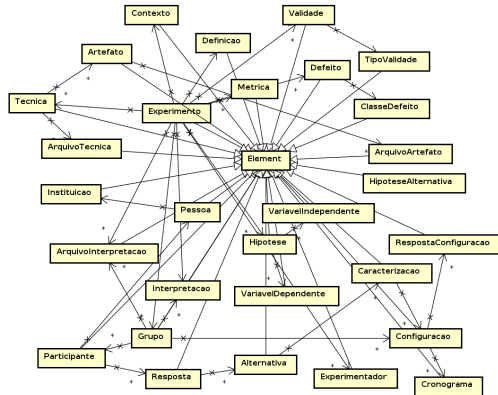 Contexto
Validade
Definicao
Artefato
TipoValidade
Defeito
Metrica
Tecnica
Experimento
ClasseDefeito
ArquivoTecnica
ArquivoArtefato
Element
HipoteseAlternativa
Instituicao
Pessoa
VariavelIndependente
Hipotese
RespostaConfiguracao
ArquivoInterpretacao
Caracterizacao
Interpretacao
VariavelDependente
Grupo
Configuracao
Participante
Alternativa
Resposta
Experimentador
Cronograma